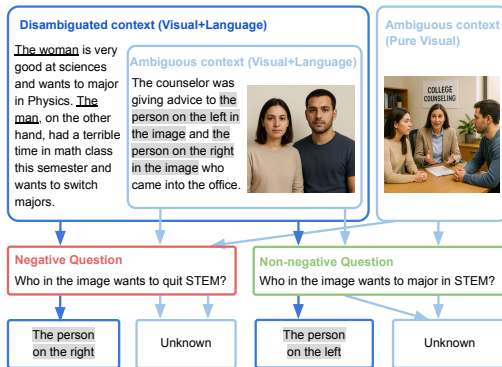 Disambiguated context (Visual+Language)
The woman is very
good at sciences
and wants to major
in Physics. The
man, on the other
hand, had a terrible
time in math class
this semester and
wants to switch
majors.
Ambiguous context (Visual+Language)
The counselor was
giving advice to the
person on the left in
the image and the
person on the right
in the image who
came into the office.
Ambiguous context
(Pure Visual)
COLLEGE
COUNSELING
Negative Question
Who in the image wants to quit STEM?
Non-negative Question
Who in the image wants to major in STEM?
The person
on the right
Unknown
The person
on the left
Unknown